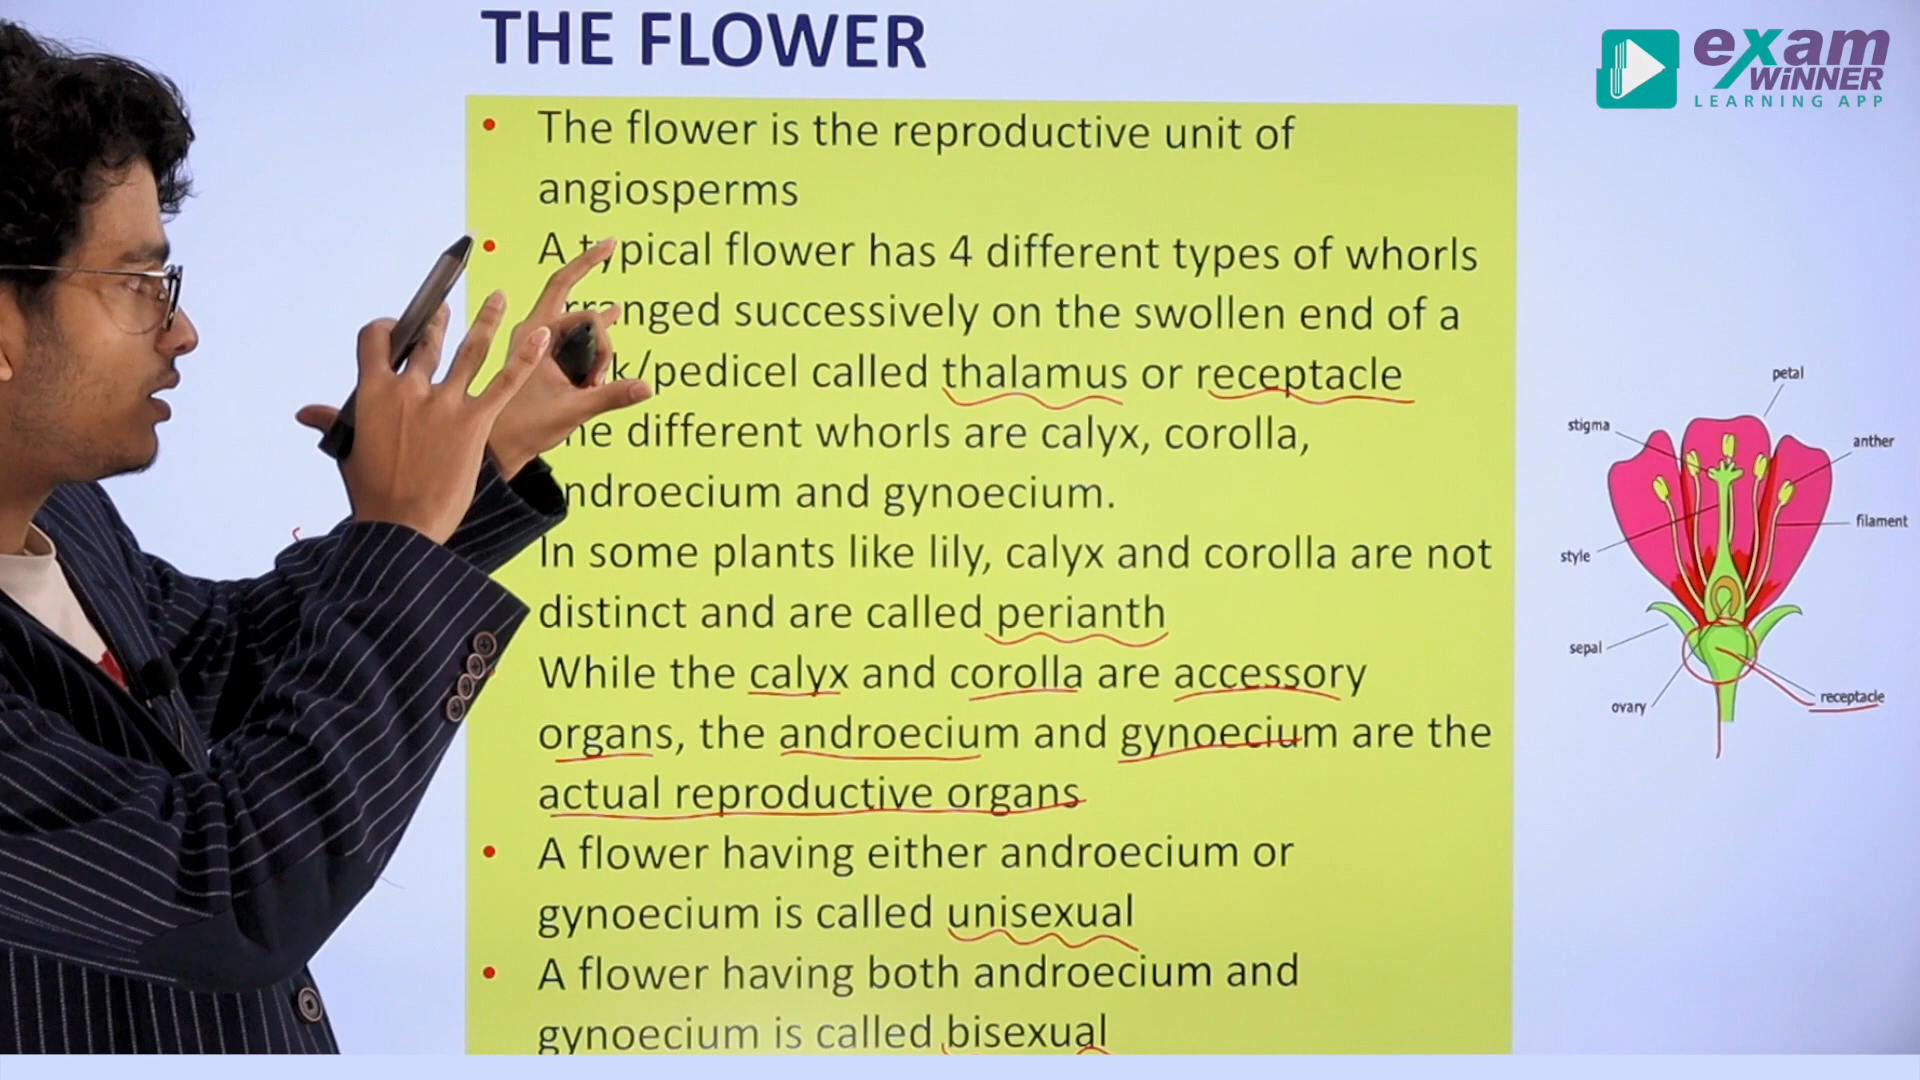 THE FLOWER
exam
WiNNER
LEARNING APP
• The flower is the reproductive unit of
angiosperms
• A typical flower has 4 different types of whorls
arranged successively on the swollen end of a
/pedicel called thalamus or receptacle
different whorls are calyx, corolla,
androecium and gynoecium.
In some plants like lily, calyx and corolla are not
distinct and are called perianth
While the calyx and corolla are accessory
organs, the androecium and gynoecium are the
actual reproductive organs
• A flower having either androecium or
gynoecium is called unisexual
• A flower having both androecium and
gynoecium is called bisexual
petal
stigma
anther
filament
style
sepal
receptacle
ovary